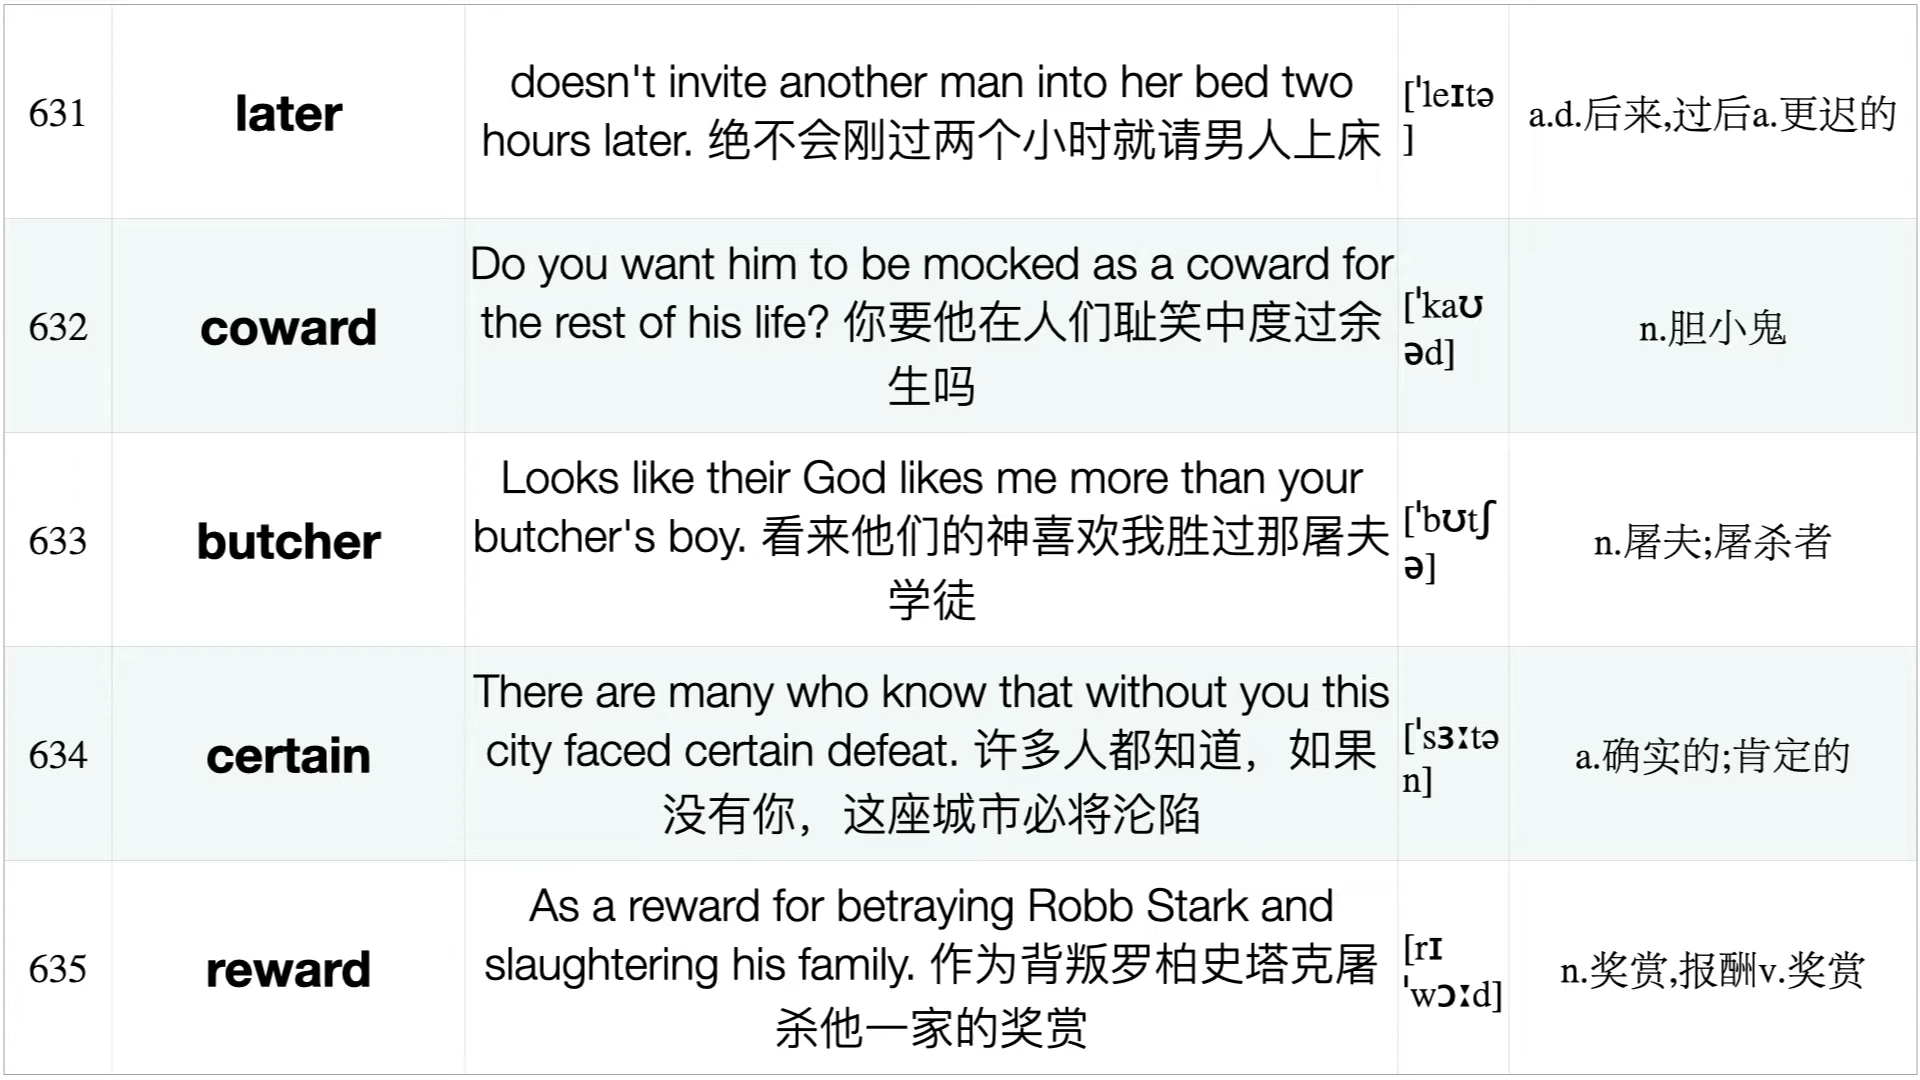 631
later
doesn't invite another man into her bed two
hours later. 绝不会刚过两个小时就请男人上床
['leɪtə
]
a.d.后来,过后a.更迟的
632
coward
Do you want him to be mocked as a coward for
the rest of his life? 你要他在人们耻笑中度过余
生吗
['kaʊ
əd]
n.胆小鬼
633
butcher
Looks like their God likes me more than your
butcher's boy. 看来他们的神喜欢我胜过那屠夫
学徒
['bʊtʃ
ə]
n.屠夫;屠杀者
634
certain
There are many who know that without you this
city faced certain defeat. 许多人都知道，如果
没有你，这座城市必将沦陷
['sɜːtə
n]
a.确实的;肯定的
635
reward
As a reward for betraying Robb Stark and
slaughtering his family. 作为背叛罗柏史塔克屠
杀他一家的奖赏
[rɪ
'wɔːd]
n.奖赏,报酬v.奖赏